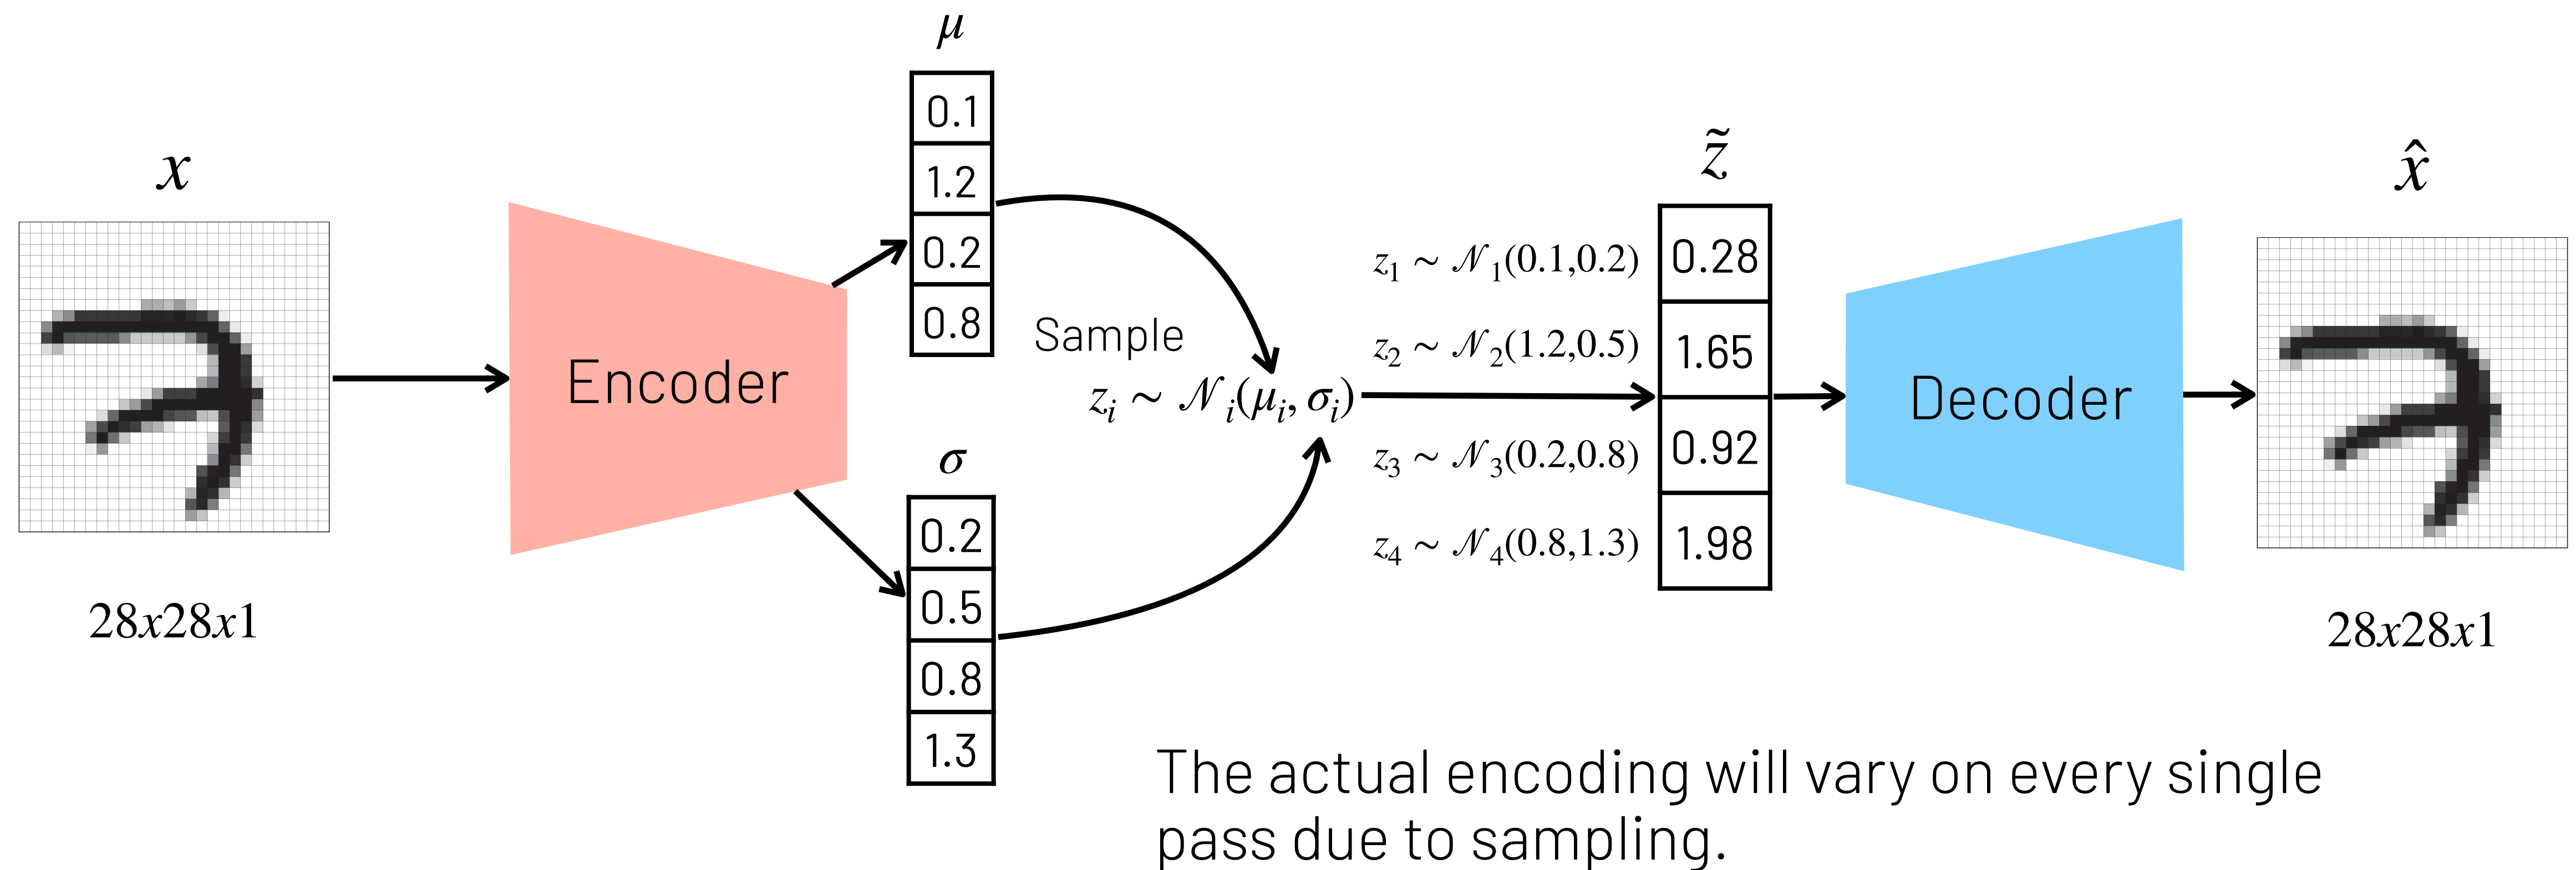 μ
0.1
1.2
0.2
0.8
x
28x28x1
Encoder
σ
0.2
0.5
0.8
1.3
Sample
z_i ∼ 𝒩_i(μ_i, σ_i)
z_1 ∼ 𝒩_1(0.1,0.2)
z_2 ∼ 𝒩_2(1.2,0.5)
z_3 ∼ 𝒩_3(0.2,0.8)
z_4 ∼ 𝒩_4(0.8,1.3)
z̃
0.28
1.65
0.92
1.98
Decoder
x̂
28x28x1
The actual encoding will vary on every single
pass due to sampling.